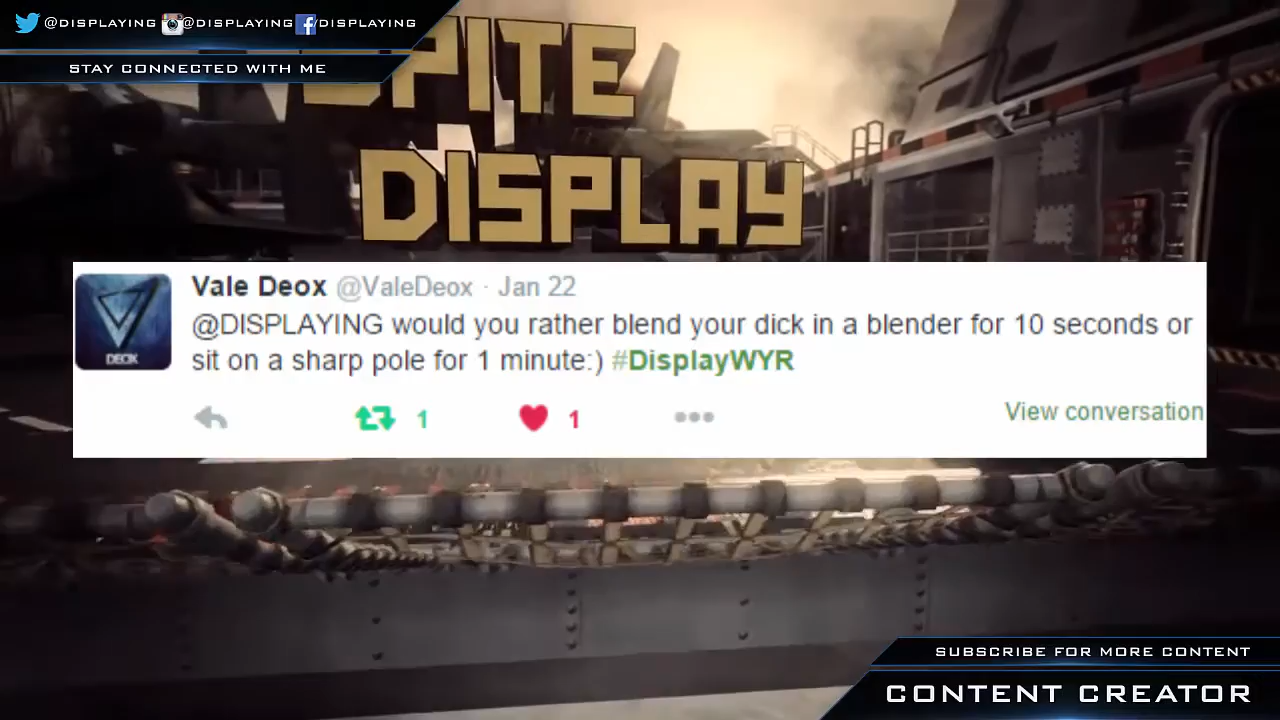 @DISPLAYING @DISPLAYING /DISPLAYING
STAY CONNECTED WITH ME
SPITE
DISPLAY
Vale Deox @ValeDeox · Jan 22
@DISPLAYING would you rather blend your dick in a blender for 10 seconds or
sit on a sharp pole for 1 minute:) #DisplayWYR
DEOX
1 1
View conversation
SUBSCRIBE FOR MORE CONTENT
CONTENT CREATOR